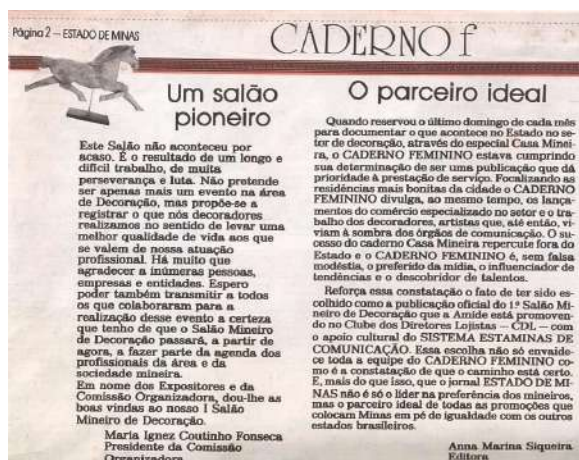 Página 2 — ESTADO DE MINAS
CADERNO f
Um salão
pioneiro
Este Salão não aconteceu por
acaso. É o resultado de um longo e
difícil trabalho, de muita
perseverança e luta. Não pretende
ser apenas mais um evento na área
de Decoração, mas propõe-se a
registrar o que nós decoradores
realizamos no sentido de levar uma
melhor qualidade de vida aos que
se valem de nossa atuação
profissional. Há muito que
agradecer a inúmeras pessoas,
empresas e entidades. Espero
poder também transmitir a todos
os que colaboraram para a
realização desse evento a certeza
que tenho de que o Salão Mineiro
de Decoração passará, a partir de
agora, a fazer parte da agenda dos
profissionais da área e da
sociedade mineira.
Em nome dos Expositores e da
Comissão Organizadora, dou-lhe as
boas vindas ao nosso I Salão
Mineiro de Decoração.
Maria Ignez Coutinho Fonseca
Presidente da Comissão
Organizadora
O parceiro ideal
Quando reservou o último domingo de cada mês
para documentar o que acontece no Estado no se-
tor de decoração, através do especial Casa Minei-
ra, o CADERNO FEMININO estava cumprindo
sua determinação de ser uma publicação que dá
prioridade à prestação de serviço. Focalizando as
residências mais bonitas da cidade o CADERNO
FEMININO divulga, ao mesmo tempo, os lança-
mentos do comércio especializado no setor e o tra-
balho dos decoradores, artistas que, até então, vi-
viam à sombra dos órgãos de comunicação. O su-
cesso do caderno Casa Mineira repercute fora do
Estado e o CADERNO FEMININO é, sem falsa
modéstia, o preferido da mídia, o influenciador de
tendências e o descobridor de talentos.
Reforça essa constatação o fato de ter sido es-
colhido como a publicação oficial do 1º Salão Mi-
neiro de Decoração que a Amide está promoven-
do no Clube dos Diretores Lojistas — CDL — com
o apoio cultural do SISTEMA ESTAMINAS DE
COMUNICAÇÃO. Essa escolha não só envaide-
ce toda a equipe do CADERNO FEMININO co-
mo é a constatação de que o caminho está certo.
E, mais do que isso, que o jornal ESTADO DE MI-
NAS não é só o líder na preferência dos mineiros,
mas o parceiro ideal de todas as promoções que
colocam Minas em pé de igualdade com os outros
estados brasileiros.
Anna Marina Siqueira
Editora